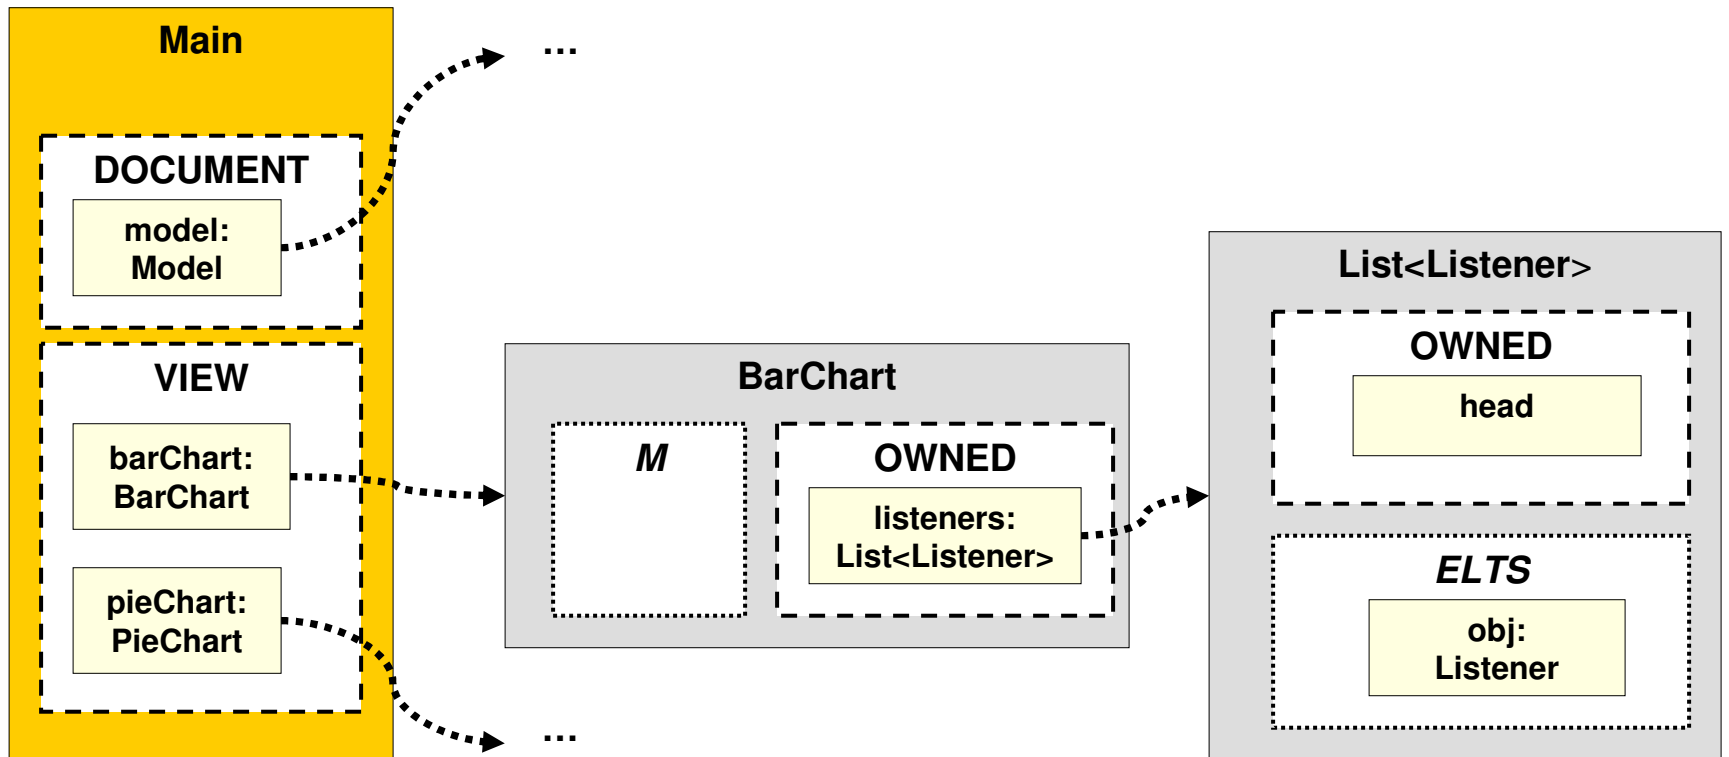 Main
...
DOCUMENT
model:
Model
VIEW
barChart:
BarChart
pieChart:
PieChart
...
BarChart
M
OWNED
listeners:
List<Listener>
List<Listener>
OWNED
head
ELTS
obj:
Listener